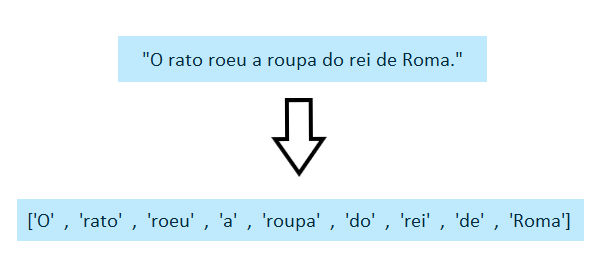 "O rato roeu a roupa do rei de Roma."
['O' , 'rato' , 'roeu' , 'a' , 'roupa' , 'do' , 'rei' , 'de' , 'Roma']